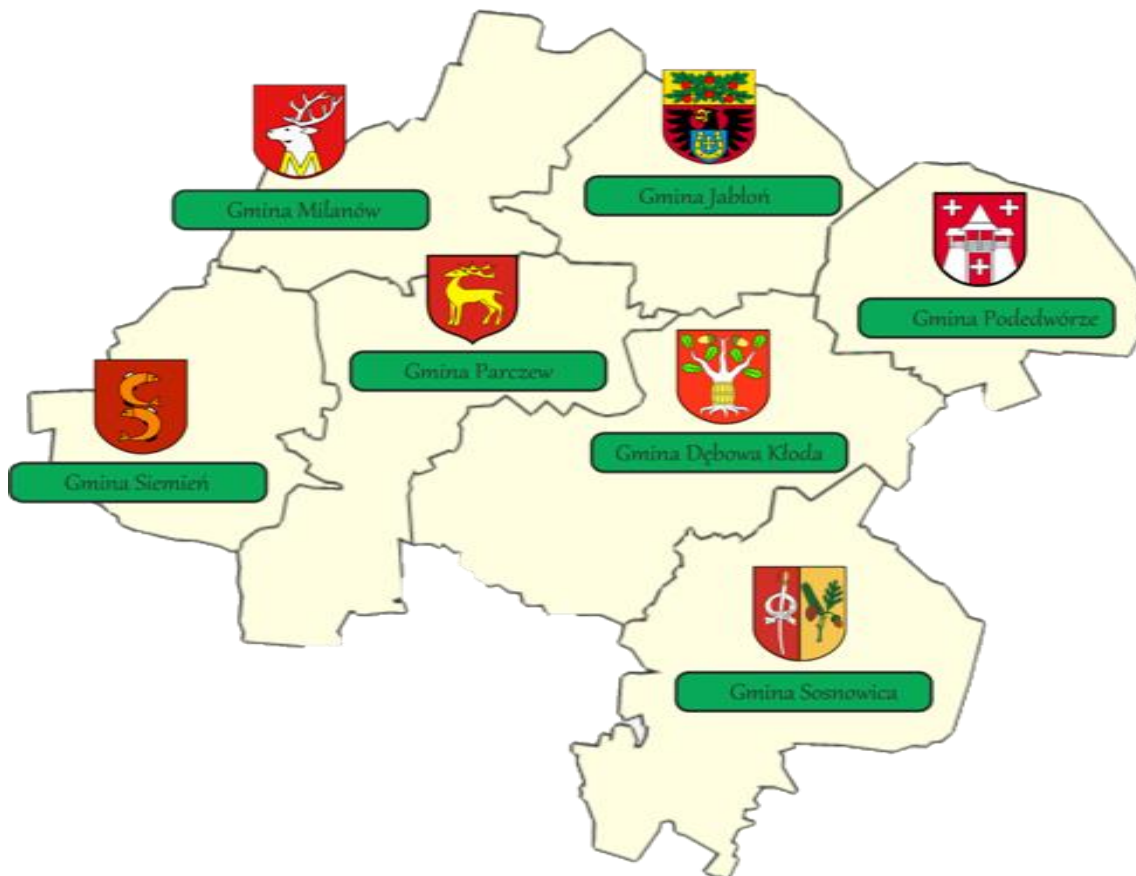 Gmina Milanów
Gmina Jabłoń
Gmina Podedwórze
Gmina Parczew
Gmina Dębowa Kłoda
Gmina Siemień
Gmina Sosnowica